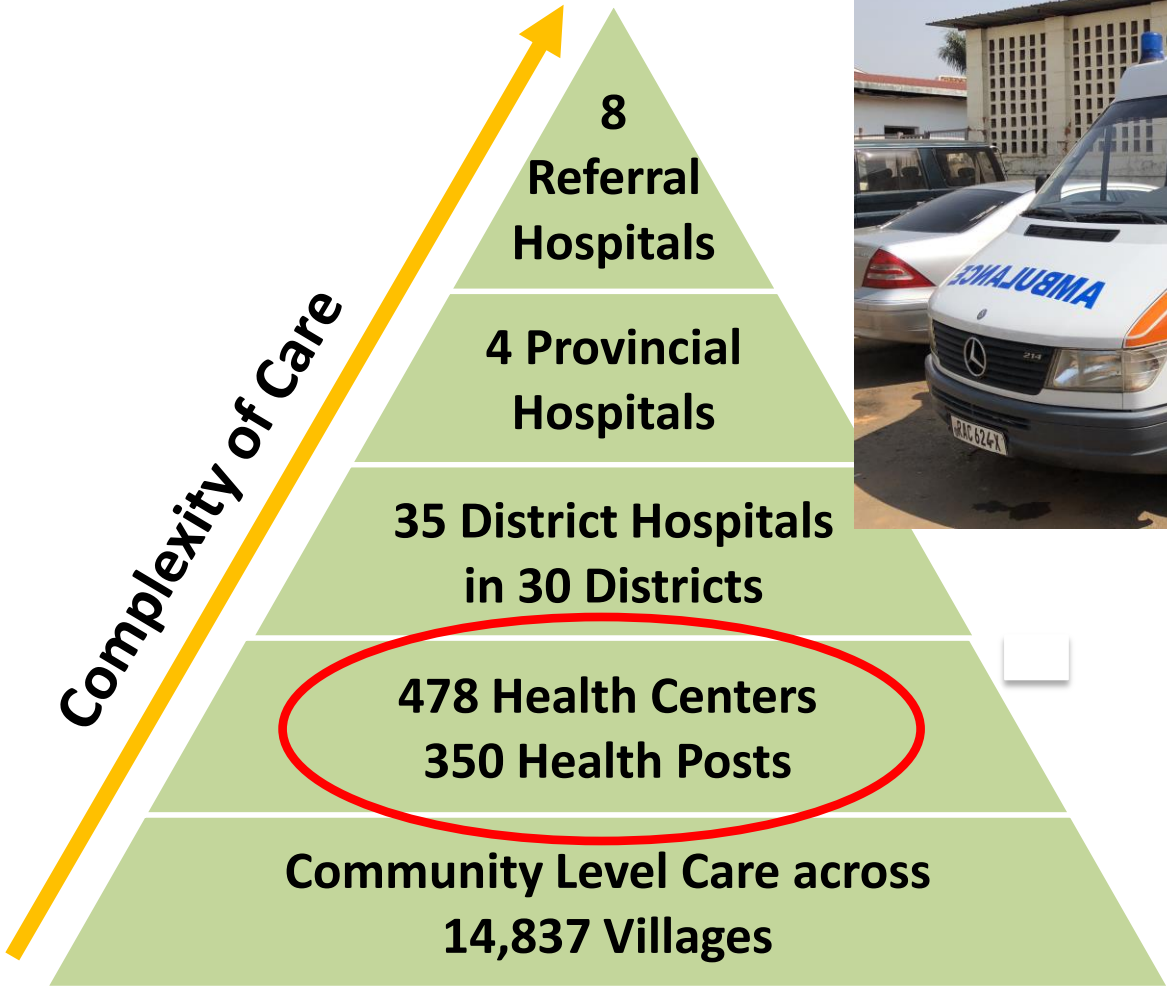 8
Referral
Hospitals
4 Provincial
Hospitals
35 District Hospitals
in 30 Districts
478 Health Centers
350 Health Posts
Community Level Care across
14,837 Villages
Complexity of Care
AMBULANCE
214
RAC 624X